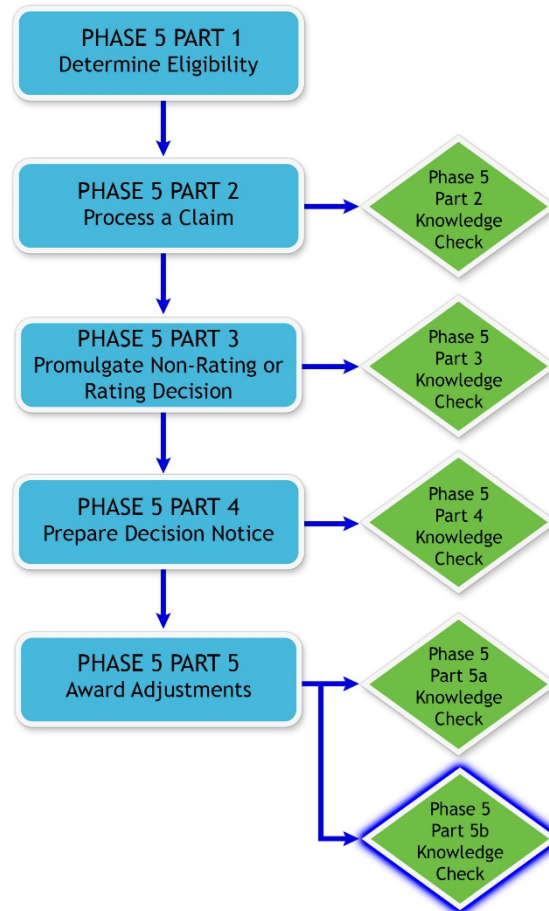 PHASE 5 PART 1
Determine Eligibility
PHASE 5 PART 2
Process a Claim
Phase 5
Part 2
Knowledge
Check
PHASE 5 PART 3
Promulgate Non-Rating or
Rating Decision
Phase 5
Part 3
Knowledge
Check
PHASE 5 PART 4
Prepare Decision Notice
Phase 5
Part 4
Knowledge
Check
PHASE 5 PART 5
Award Adjustments
Phase 5
Part 5a
Knowledge
Check
Phase 5
Part 5b
Knowledge
Check